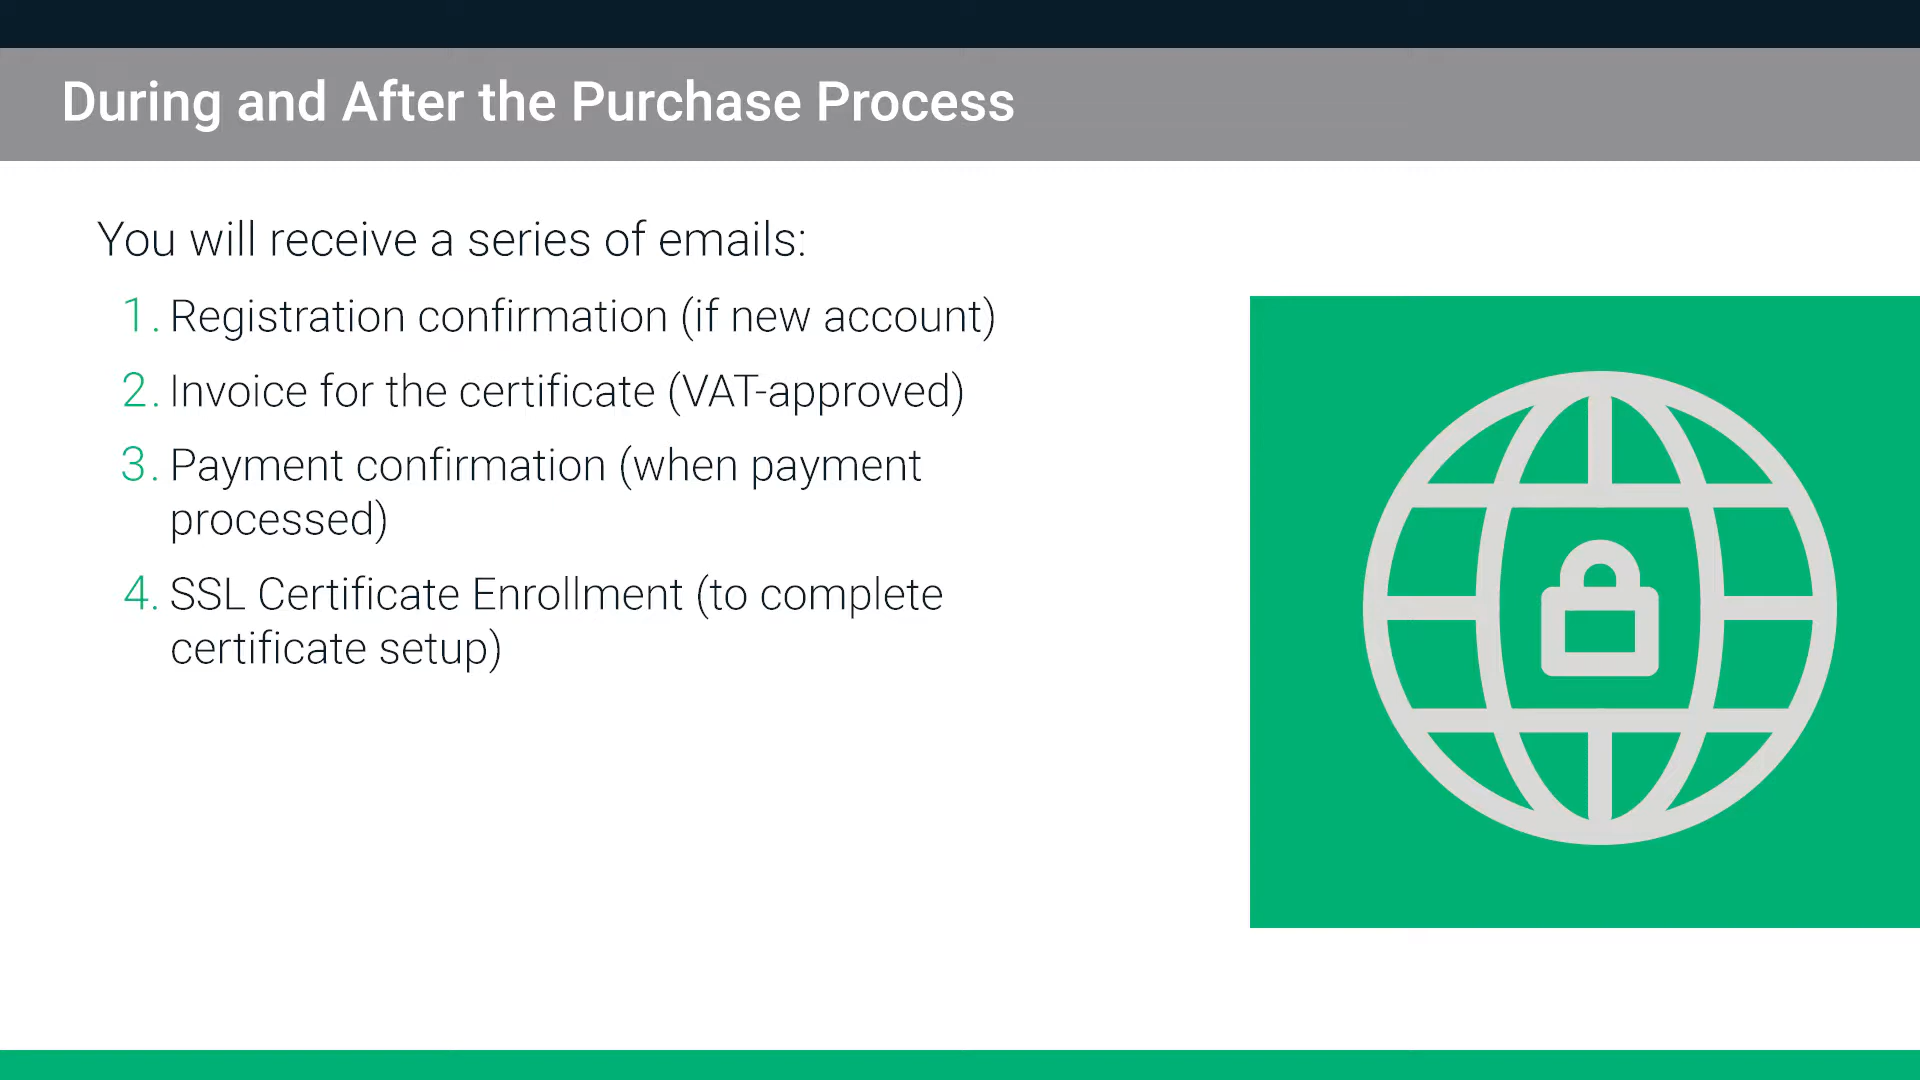 During and After the Purchase Process
You will receive a series of emails:
1. Registration confirmation (if new account)
2. Invoice for the certificate (VAT-approved)
3. Payment confirmation (when payment
processed)
4. SSL Certificate Enrollment (to complete
certificate setup)